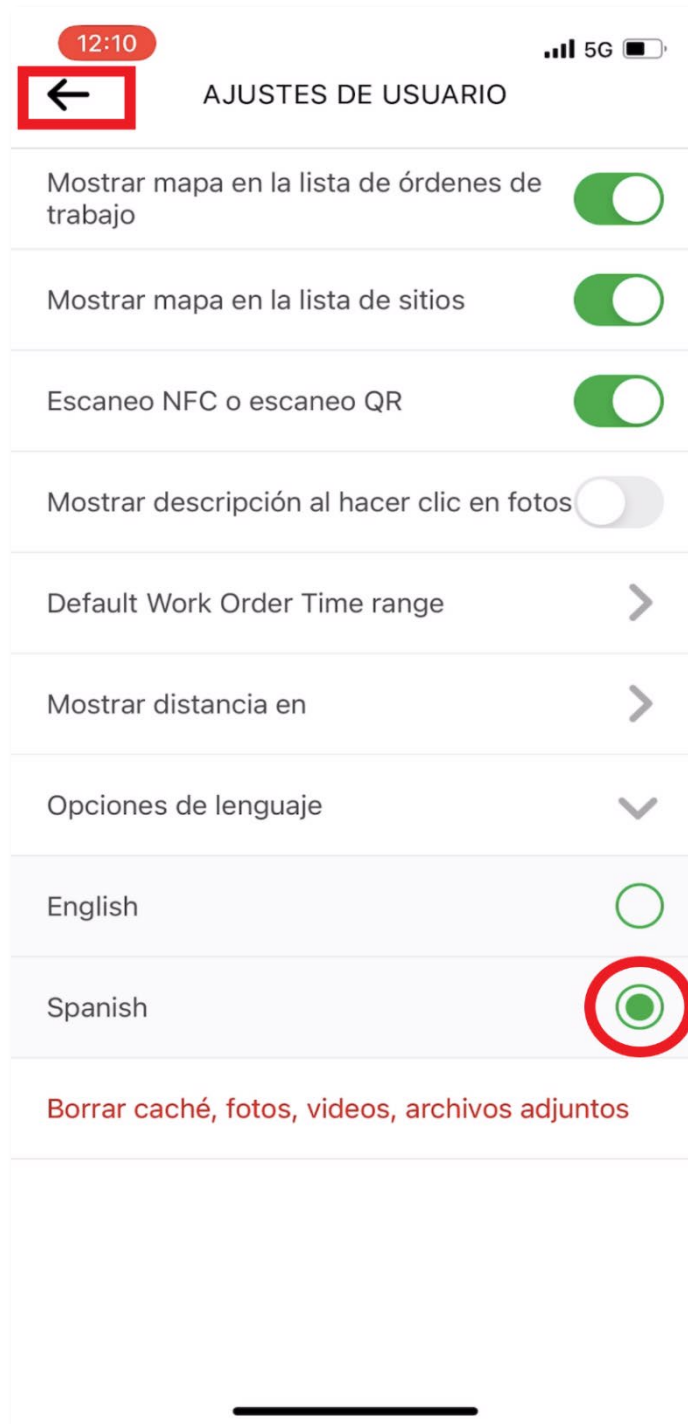 12:10
5G
AJUSTES DE USUARIO
Mostrar mapa en la lista de órdenes de
trabajo
Mostrar mapa en la lista de sitios
Escaneo NFC o escaneo QR
Mostrar descripción al hacer clic en fotos
Default Work Order Time range
Mostrar distancia en
Opciones de lenguaje
English
Spanish
Borrar caché, fotos, videos, archivos adjuntos